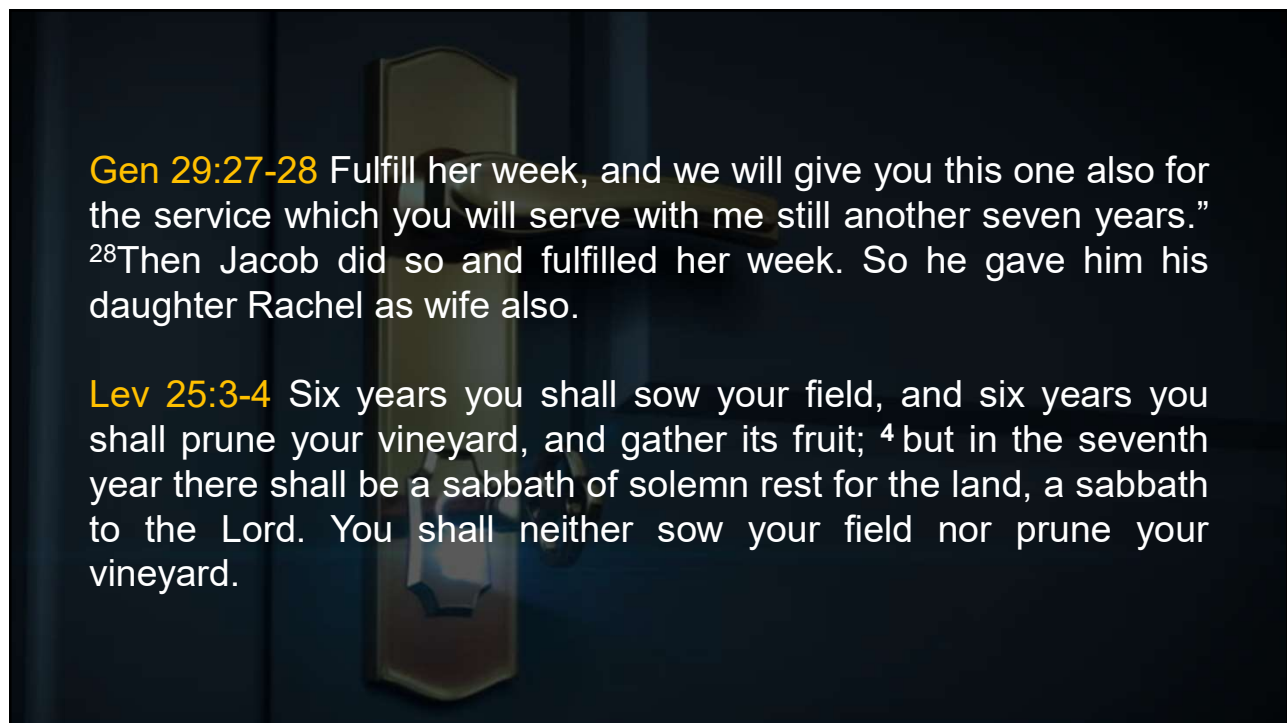 Gen 29:27-28 Fulfill her week, and we will give you this one also for
the service which you will serve with me still another seven years.”
²⁸Then Jacob did so and fulfilled her week. So he gave him his
daughter Rachel as wife also.
Lev 25:3-4 Six years you shall sow your field, and six years you
shall prune your vineyard, and gather its fruit; ⁴ but in the seventh
year there shall be a sabbath of solemn rest for the land, a sabbath
to the Lord. You shall neither sow your field nor prune your
vineyard.